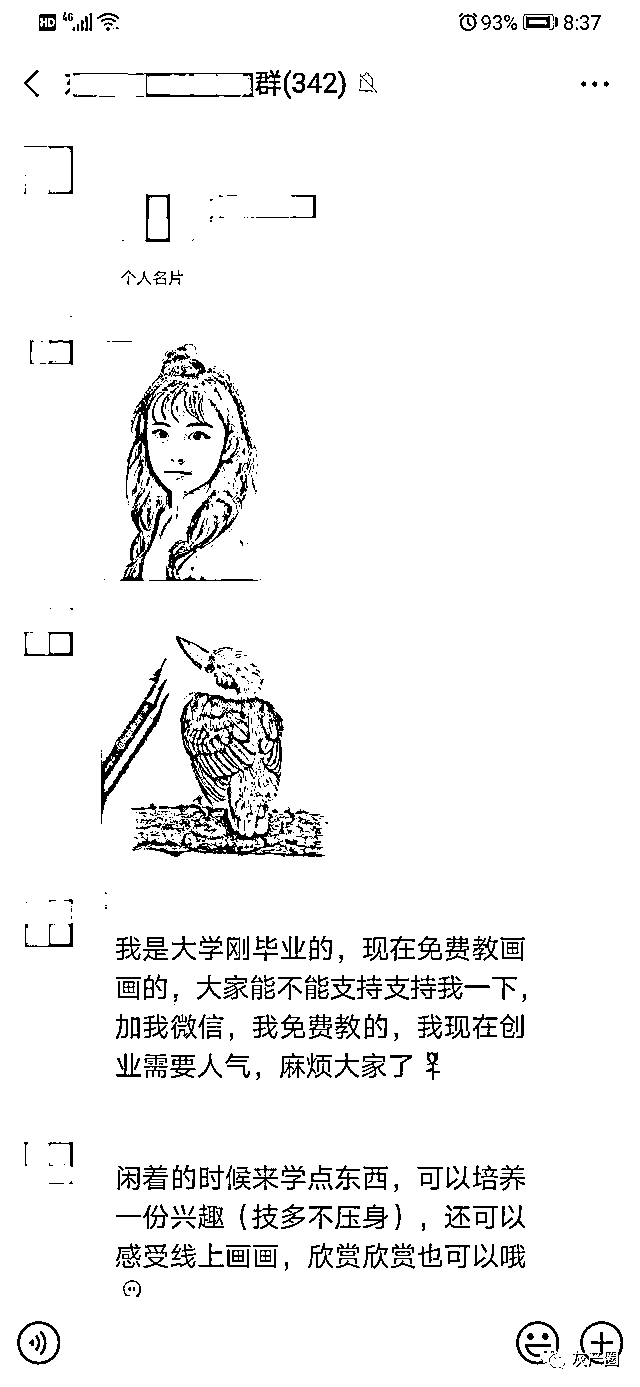 HD 4G 93% 8:37
群(342)
个人名片
我是大学刚毕业的，现在免费教画
画的，大家能不能支持支持我一下，
加我微信，我免费教的，我现在创
业需要人气，麻烦大家了
闲着的时候来学点东西，可以培养
一份兴趣（技多不压身），还可以
感受线上画画，欣赏欣赏也可以哦
灰产圈